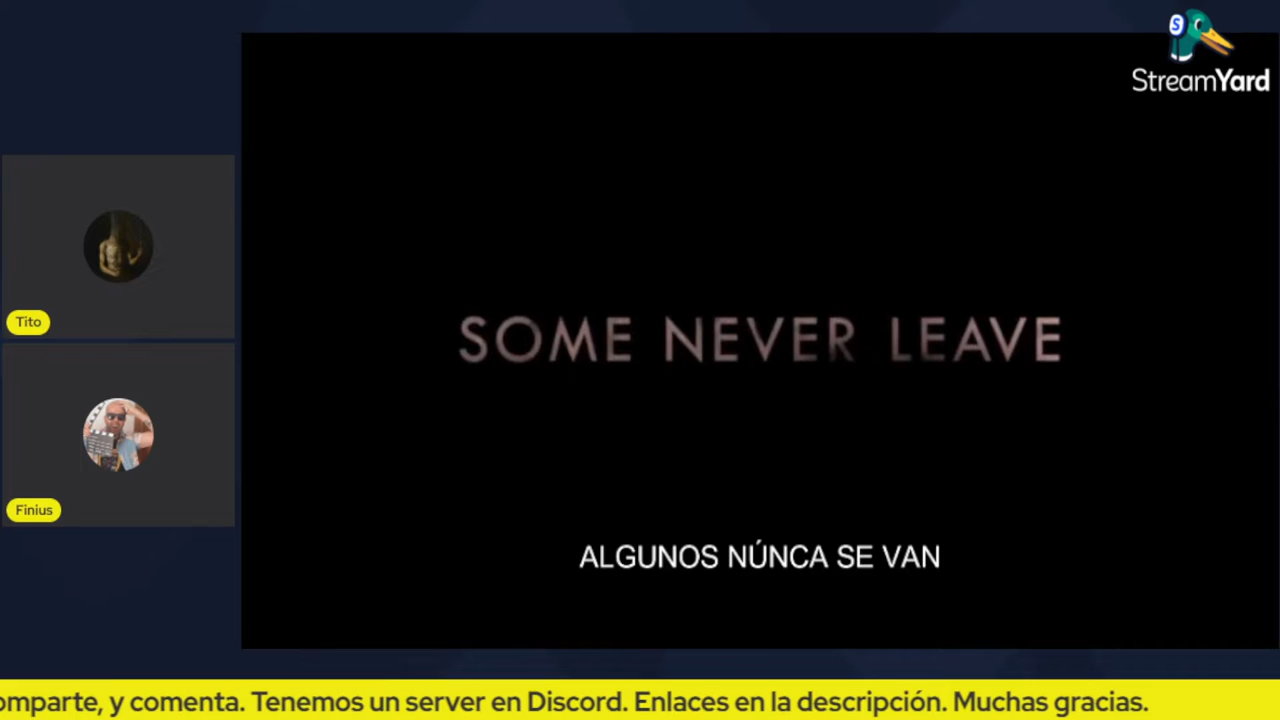 StreamYard
SOME NEVER LEAVE
Tito
Finius
ALGUNOS NÚNCA SE VAN
omparte, y comenta. Tenemos un server en Discord. Enlaces en la descripción. Muchas gracias.